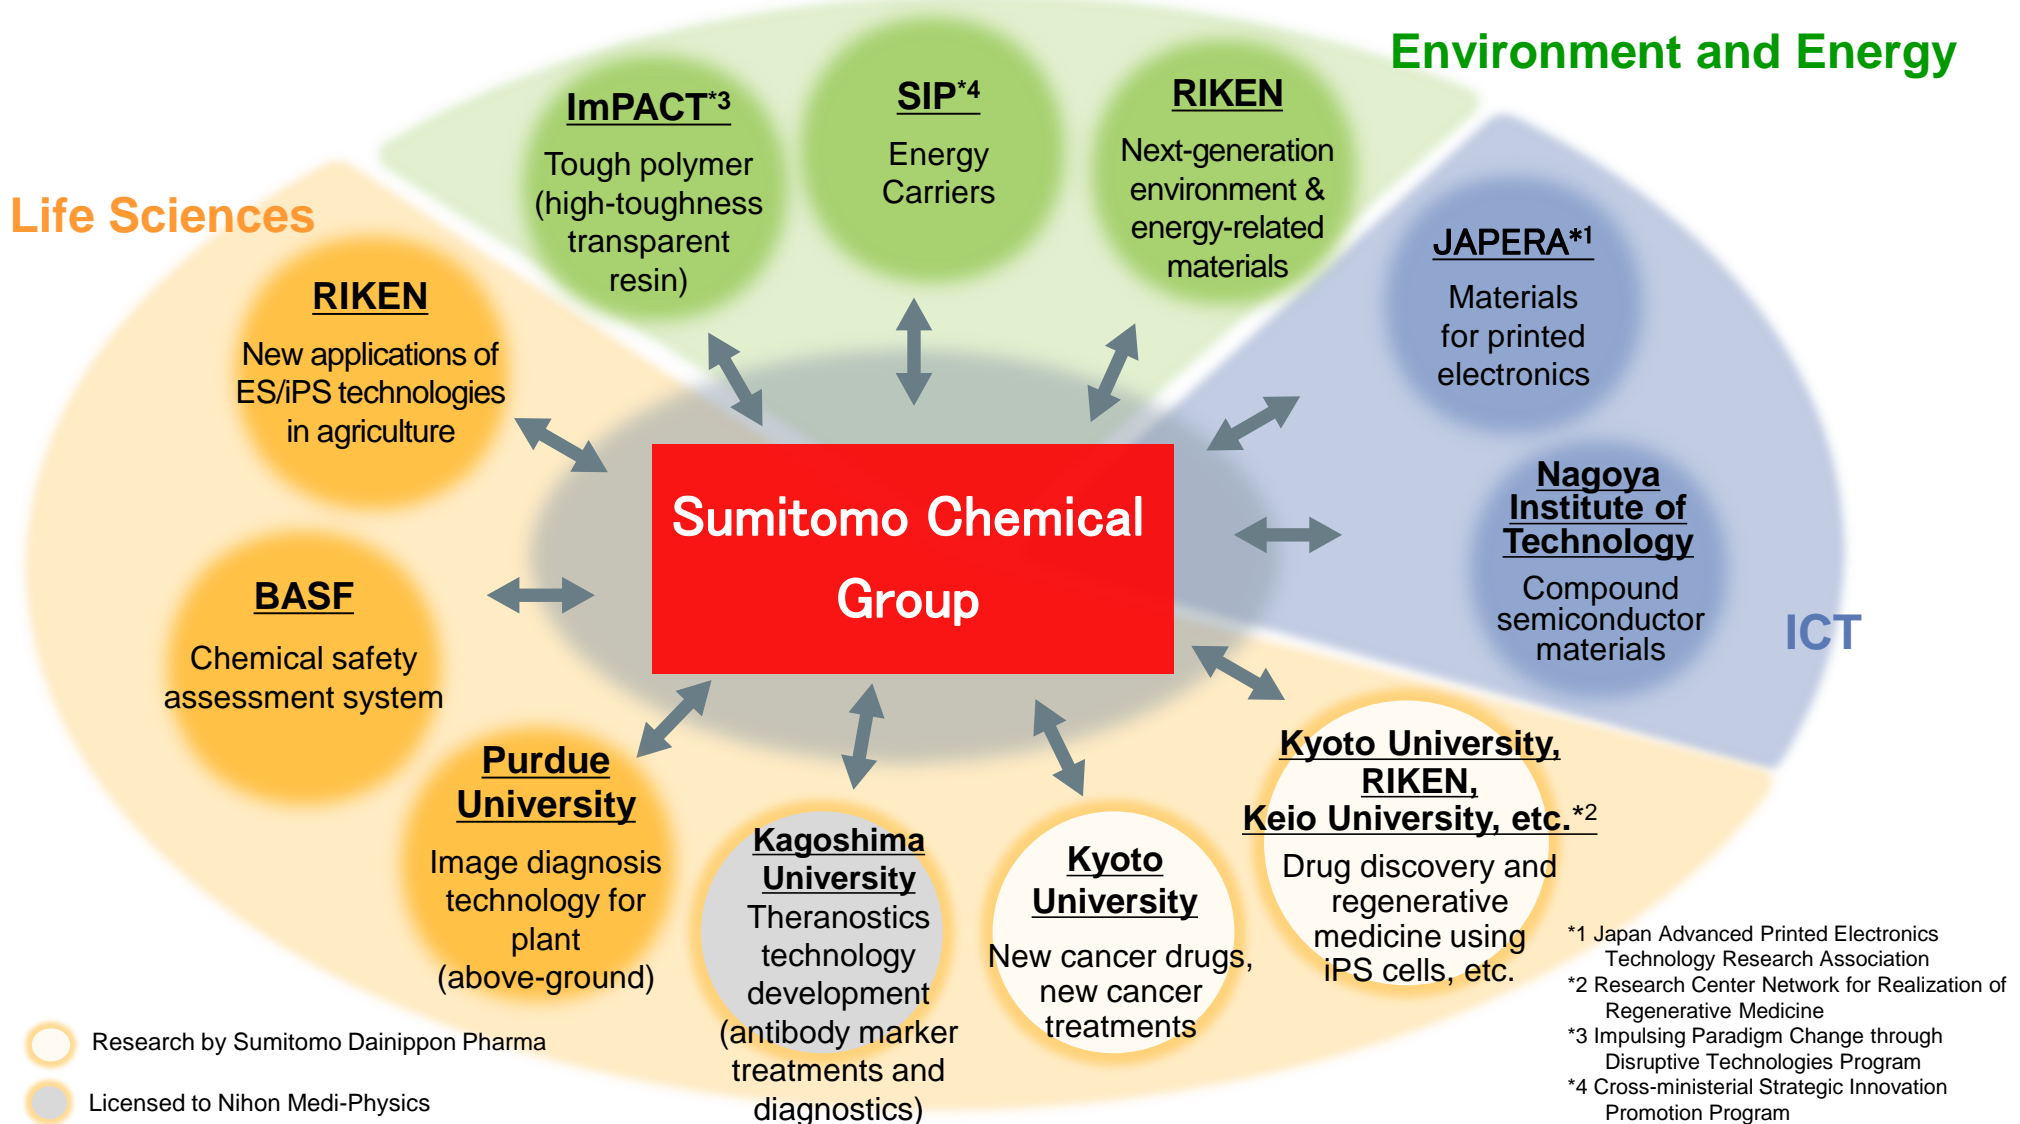 Environment and Energy
Life Sciences
ICT
ImPACT*3
Tough polymer
(high-toughness
transparent
resin)
SIP*4
Energy
Carriers
RIKEN
Next-generation
environment &
energy-related
materials
JAPERA*1
Materials
for printed
electronics
Nagoya
Institute of
Technology
Compound
semiconductor
materials
RIKEN
New applications of
ES/iPS technologies
in agriculture
BASF
Chemical safety
assessment system
Sumitomo Chemical
Group
Purdue
University
Image diagnosis
technology for
plant
(above-ground)
Kagoshima
University
Theranostics
technology
development
(antibody marker
treatments and
diagnostics)
Kyoto
University
New cancer drugs,
new cancer
treatments
Kyoto University,
RIKEN,
Keio University, etc.*2
Drug discovery and
regenerative
medicine using
iPS cells, etc.
Research by Sumitomo Dainippon Pharma
Licensed to Nihon Medi-Physics
*1 Japan Advanced Printed Electronics
Technology Research Association
*2 Research Center Network for Realization of
Regenerative Medicine
*3 Impulsing Paradigm Change through
Disruptive Technologies Program
*4 Cross-ministerial Strategic Innovation
Promotion Program